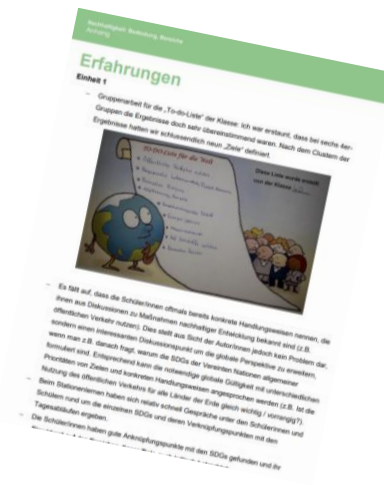 Nachhaltigkeit: Bedeutung, Bereiche
Anhang
Erfahrungen
Einheit 1
– Gruppenarbeit für die „To-do-Liste“ der Klasse: Ich war erstaunt, dass bei sechs 4er-
Gruppen die Ergebnisse doch sehr übereinstimmend waren. Nach dem Clustern der
Ergebnisse hatten wir schlussendlich neun „Ziele“ definiert.
To-Do-Liste für die Welt
Diese Liste wurde erstellt
von der Klasse
– Es fällt auf, dass die Schüler/innen oftmals bereits konkrete Handlungsweisen nennen, die
ihnen aus Diskussionen zu Maßnahmen nachhaltiger Entwicklung bekannt sind (z.B.
öffentlichen Verkehr nutzen). Dies stellt aus Sicht der Autor/innen jedoch kein Problem dar,
sondern einen interessanten Diskussionspunkt um die globale Perspektive zu erweitern,
wenn man z.B. danach fragt, warum die SDGs der Vereinten Nationen allgemeiner
formuliert sind. Entsprechend kann die notwendige globale Gültigkeit mit unterschiedlichen
Prioritäten von Zielen und konkreten Handlungsweisen angesprochen werden (z.B. Ist die
Nutzung des öffentlichen Verkehrs für alle Länder der Erde gleich wichtig / vorrangig?).
– Beim Stationenlernen haben sich relativ schnell Gespräche unter den Schülerinnen und
Schülern rund um die einzelnen SDGs und deren Verknüpfungspunkten mit den
Tagesabläufen ergeben.
– Die Schüler/innen haben gute Anknüpfungspunkte mit den SDGs gefunden und ihr